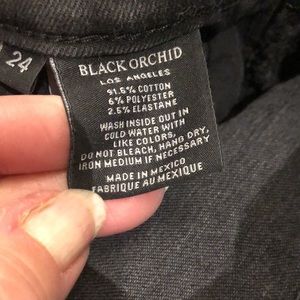 24
BLACK ORCHID
LOS ANGELES
91.5% COTTON
6% POLYESTER
2.5% ELASTANE
WASH INSIDE OUT IN
COLD WATER WITH
LIKE COLORS,
DO NOT BLEACH, HANG DRY,
IRON MEDIUM IF NECESSARY
MADE IN MEXICO
FABRIQUE AU MEXIQUE